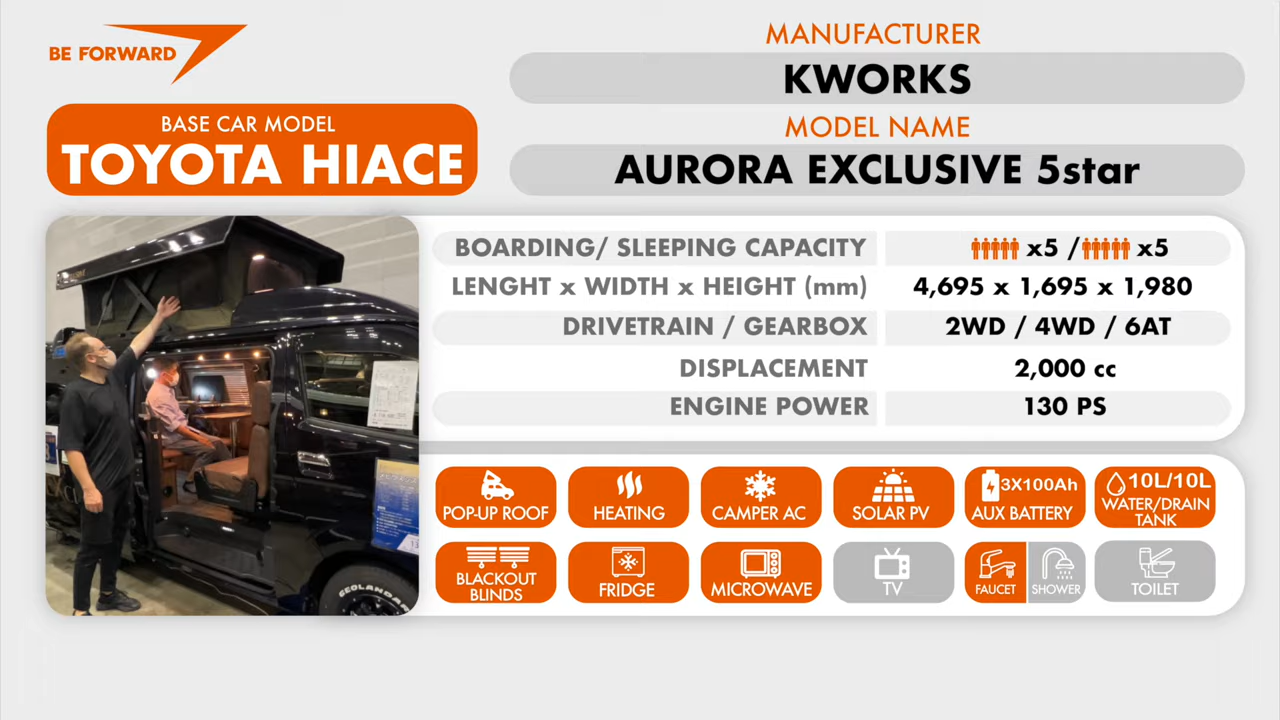 BE FORWARD
BASE CAR MODEL
TOYOTA HIACE
MANUFACTURER
KWORKS
MODEL NAME
AURORA EXCLUSIVE 5star
BOARDING/ SLEEPING CAPACITY x5 / x5
LENGHT x WIDTH x HEIGHT (mm) 4,695 x 1,695 x 1,980
DRIVETRAIN / GEARBOX 2WD / 4WD / 6AT
DISPLACEMENT 2,000 cc
ENGINE POWER 130 PS
GEOLANDAR
POP-UP ROOF
HEATING
CAMPER AC
SOLAR PV
3X100Ah
AUX BATTERY
10L/10L
WATER/DRAIN
TANK
BLACKOUT
BLINDS
FRIDGE
MICROWAVE
TV
FAUCET
SHOWER
TOILET